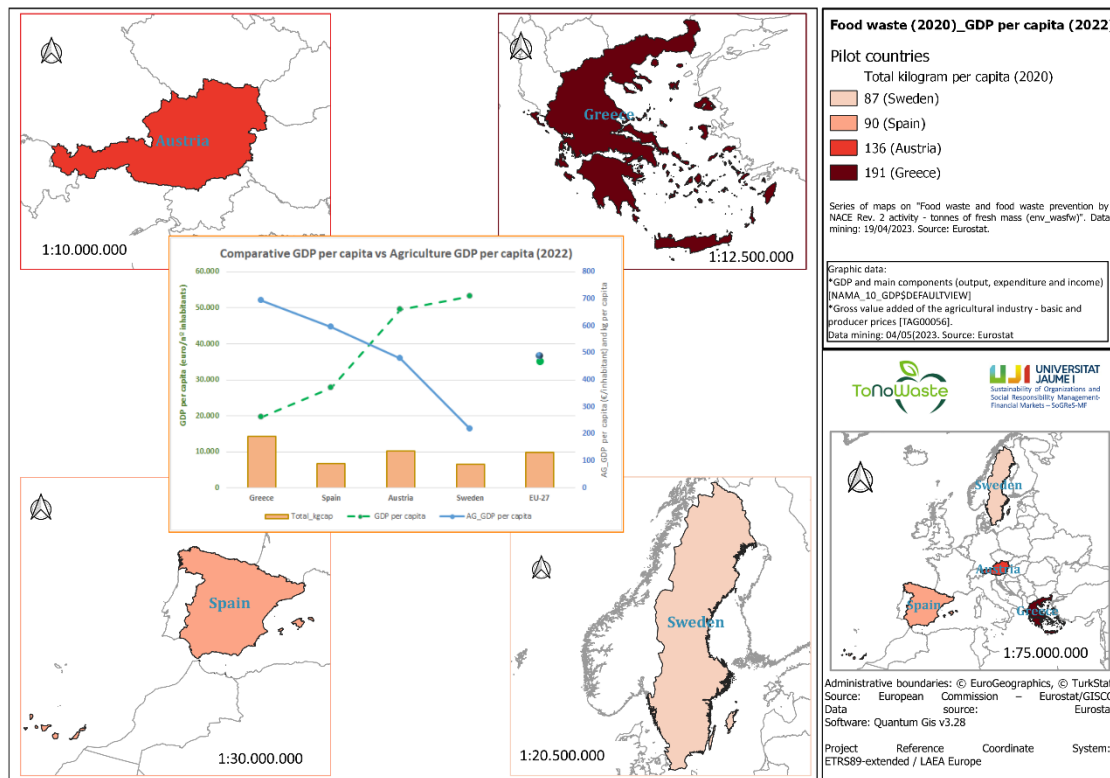 Austria
1:10.000.000
Greece
1:12.500.000
Comparative GDP per capita vs Agriculture GDP per capita (2022)
GDP per capita (euro/nº inhabitants)
60.000
50.000
40.000
30.000
20.000
10.000
0
800
700
600
500
400
300
200
100
0
AG_GDP per capita (€/inhabitant) and kg per capita
Greece
Spain
Austria
Sweden
EU-27
Total_kgcap
GDP per capita
AG_GDP per capita
Spain
1:30.000.000
Sweden
1:20.500.000
Food waste (2020)_GDP per capita (2022)
Pilot countries
Total kilogram per capita (2020)
87 (Sweden)
90 (Spain)
136 (Austria)
191 (Greece)
Series of maps on "Food waste and food waste prevention by
NACE Rev. 2 activity - tonnes of fresh mass (env_wasfw)". Data
mining: 19/04/2023. Source: Eurostat.
Graphic data:
*GDP and main components (output, expenditure and income)
[NAMA_10_GDP$DEFAULTVIEW]
*Gross value added of the agricultural industry - basic and
producer prices [TAG00056].
Data mining: 04/05(2023. Source: Eurostat
ToNoWaste
UJI UNIVERSITAT
JAUME I
Sustainability of Organizations and
Social Responsibility Management-
Financial Markets – SoGReS-MF
Sweden
Austria
Spain
Greece
1:75.000.000
Administrative boundaries: © EuroGeographics, © TurkStat
Source: European Commission – Eurostat/GISCO
Data source: Eurostat
Software: Quantum Gis v3.28
Project Reference Coordinate System:
ETRS89-extended / LAEA Europe